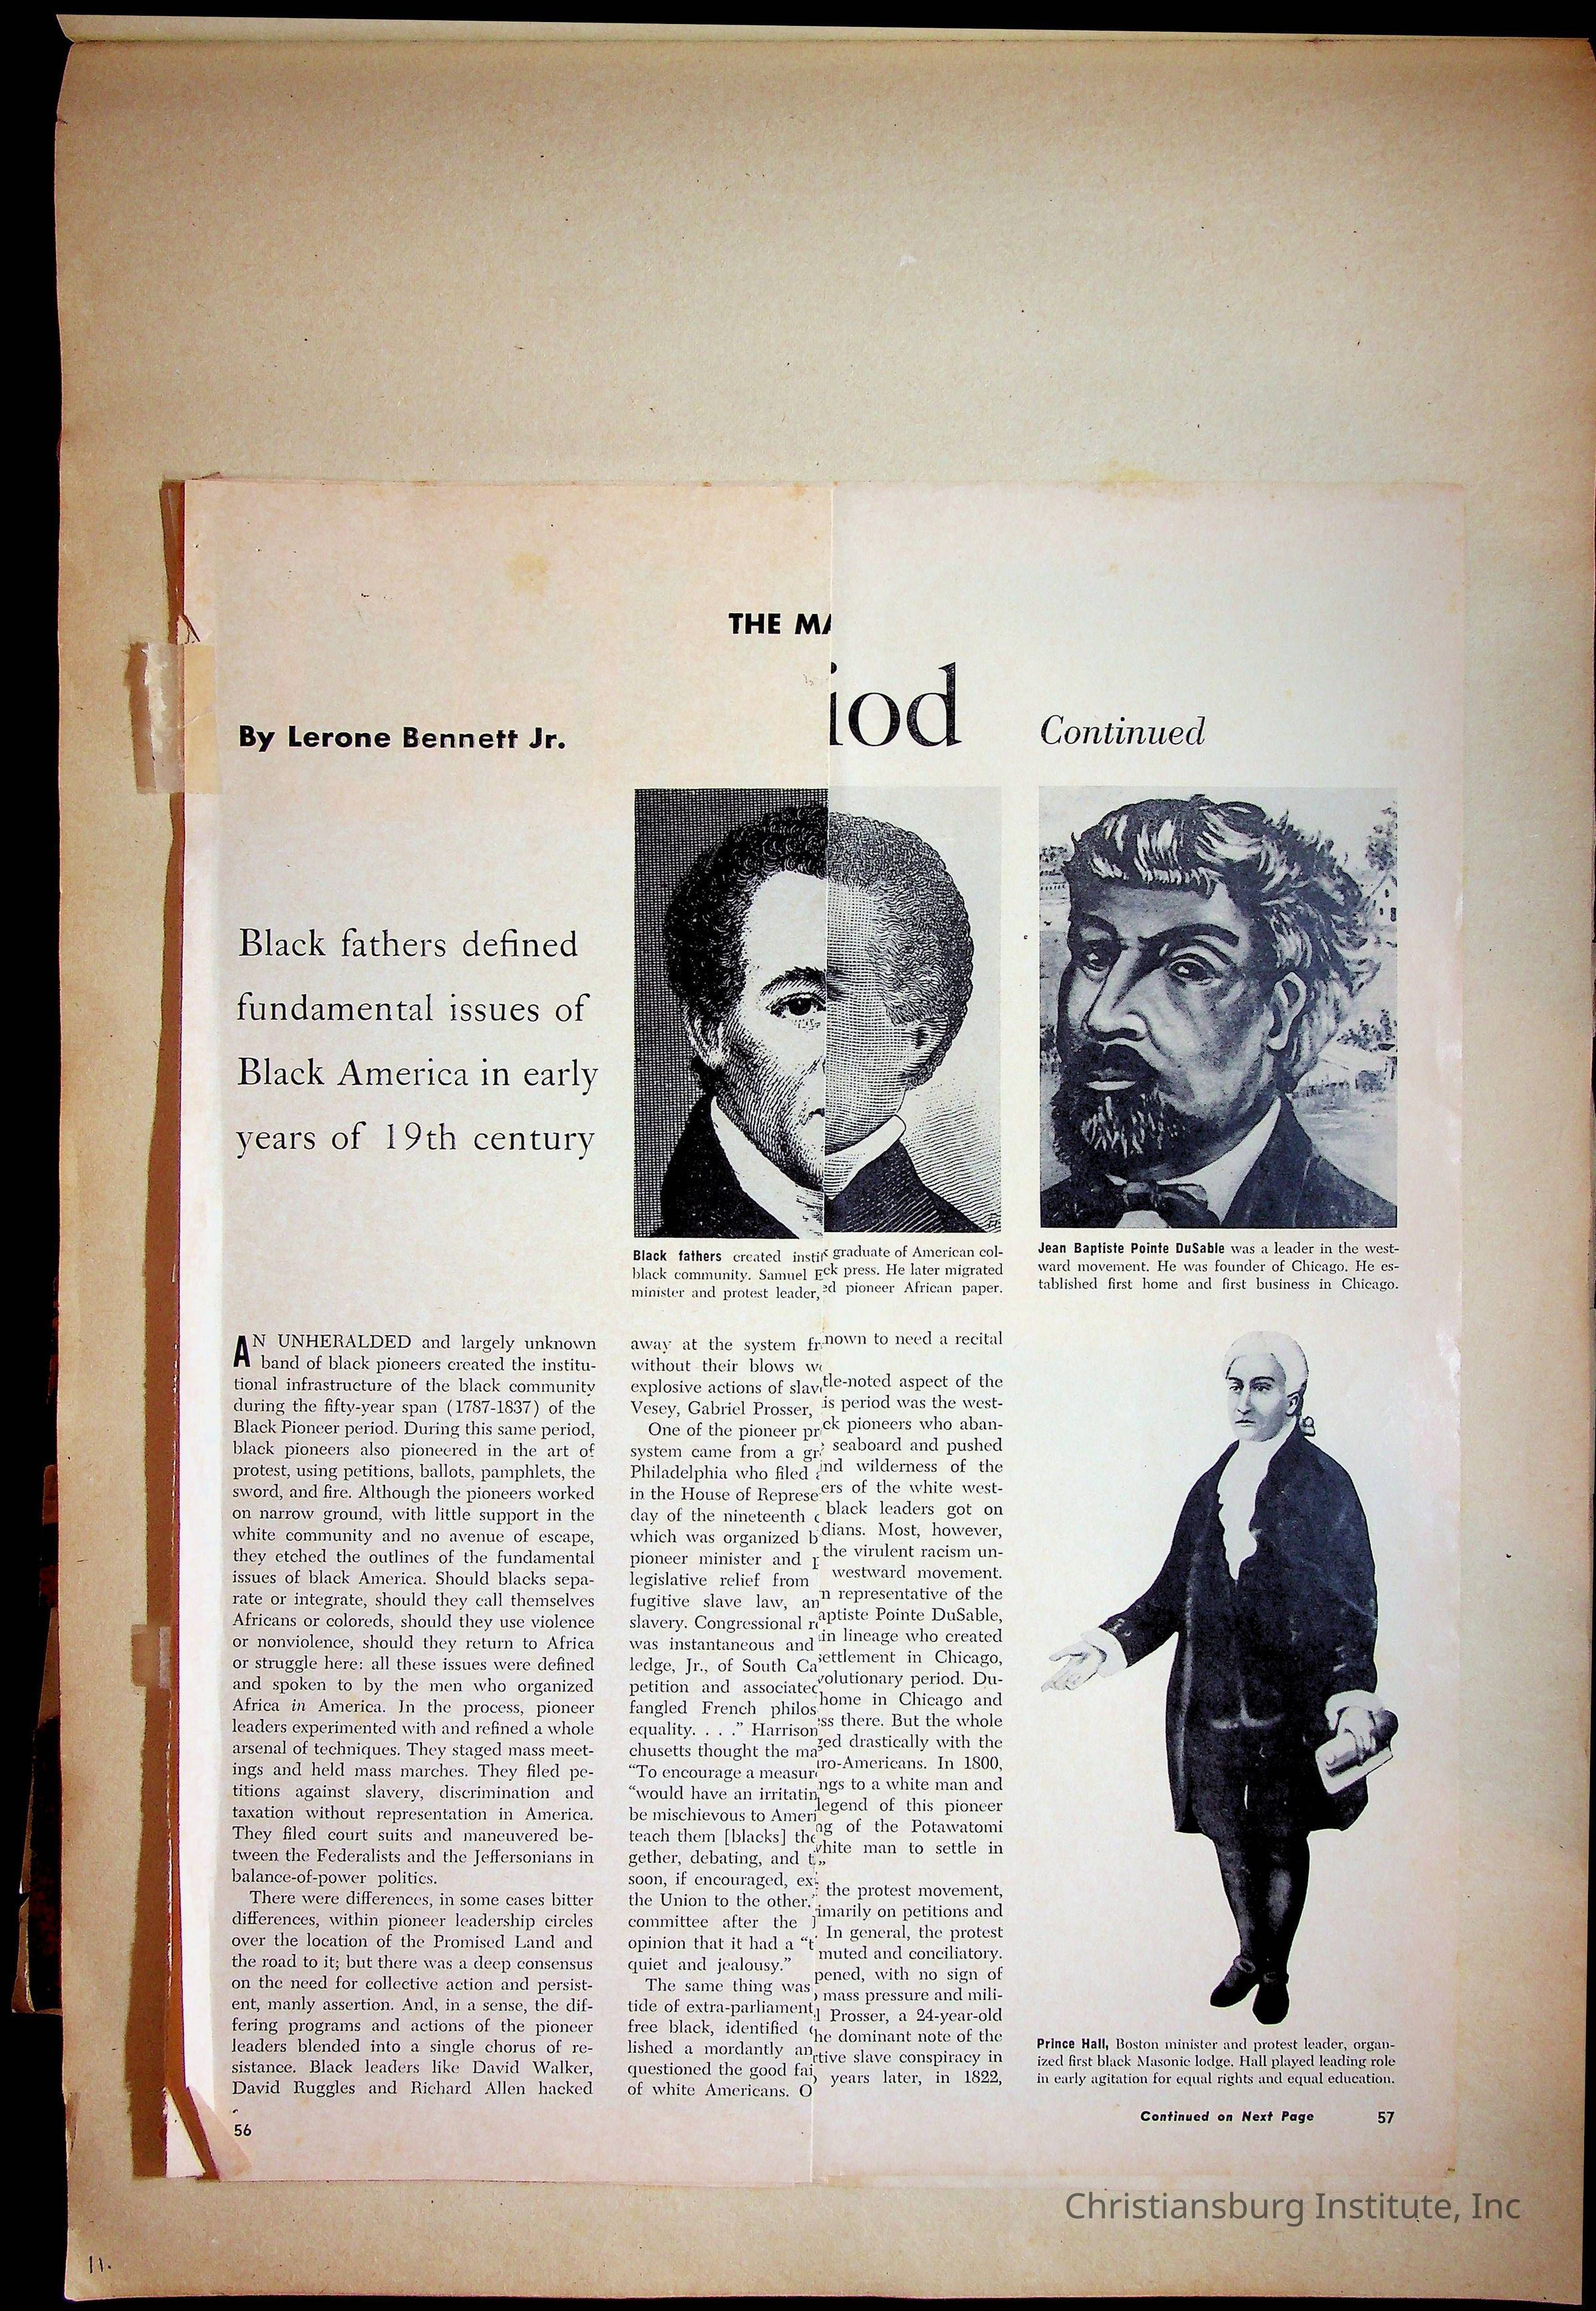 THE MA
iod
Continued
By Lerone Bennett Jr.
Black fathers defined
fundamental issues of
Black America in early
years of 19th century
Black fathers created instit
black community. Samuel E
minister and protest leader,
graduate of American col-
ck press. He later migrated
ed pioneer African paper.
Jean Baptiste Pointe DuSable was a leader in the west-
ward movement. He was founder of Chicago. He es-
tablished first home and first business in Chicago.
AN UNHERALDED and largely unknown
band of black pioneers created the institu-
tional infrastructure of the black community
during the fifty-year span (1787-1837) of the
Black Pioneer period. During this same period,
black pioneers also pioneered in the art of
protest, using petitions, ballots, pamphlets, the
sword, and fire. Although the pioneers worked
on narrow ground, with little support in the
white community and no avenue of escape,
they etched the outlines of the fundamental
issues of black America. Should blacks sepa-
rate or integrate, should they call themselves
Africans or coloreds, should they use violence
or nonviolence, should they return to Africa
or struggle here: all these issues were defined
and spoken to by the men who organized
Africa in America. In the process, pioneer
leaders experimented with and refined a whole
arsenal of techniques. They staged mass meet-
ings and held mass marches. They filed pe-
titions against slavery, discrimination and
taxation without representation in America.
They filed court suits and maneuvered be-
tween the Federalists and the Jeffersonians in
balance-of-power politics.
There were differences, in some cases bitter
differences, within pioneer leadership circles
over the location of the Promised Land and
the road to it; but there was a deep consensus
on the need for collective action and persist-
ent, manly assertion. And, in a sense, the dif-
fering programs and actions of the pioneer
leaders blended into a single chorus of re-
sistance. Black leaders like David Walker,
David Ruggles and Richard Allen hacked
56
away at the system fr
without their blows w
explosive actions of slav
Vesey, Gabriel Prosser,
One of the pioneer pr
system came from a gr
Philadelphia who filed
in the House of Represe
day of the nineteenth c
which was organized b
pioneer minister and p
legislative relief from
fugitive slave law, an
slavery. Congressional r
was instantaneous and
ledge, Jr., of South Ca
petition and associated
fangled French philos
equality. . . .” Harrison
chusetts thought the ma
“To encourage a measur
“would have an irritatin
be mischievous to Ameri
teach them [blacks] the
gether, debating, and t
soon, if encouraged, ex
the Union to the other.
committee after the
opinion that it had a “t
quiet and jealousy.”
The same thing was
tide of extra-parliament
free black, identified
lished a mordantly an
questioned the good fai
of white Americans. O
nown to need a recital
tle-noted aspect of the
is period was the west-
ck pioneers who aban-
seaboard and pushed
nd wilderness of the
ers of the white west-
black leaders got on
dians. Most, however,
the virulent racism un-
westward movement.
n representative of the
aptiste Pointe DuSable,
in lineage who created
settlement in Chicago,
volutionary period. Du-
home in Chicago and
ss there. But the whole
ged drastically with the
ro-Americans. In 1800,
ngs to a white man and
legend of this pioneer
ng of the Potawatomi
white man to settle in
”
the protest movement,
imarily on petitions and
. In general, the protest
muted and conciliatory.
pened, with no sign of
mass pressure and mili-
l Prosser, a 24-year-old
he dominant note of the
rtive slave conspiracy in
years later, in 1822,
Prince Hall, Boston minister and protest leader, organ-
ized first black Masonic lodge. Hall played leading role
in early agitation for equal rights and equal education.
Continued on Next Page
57
Christiansburg Institute, Inc
11.